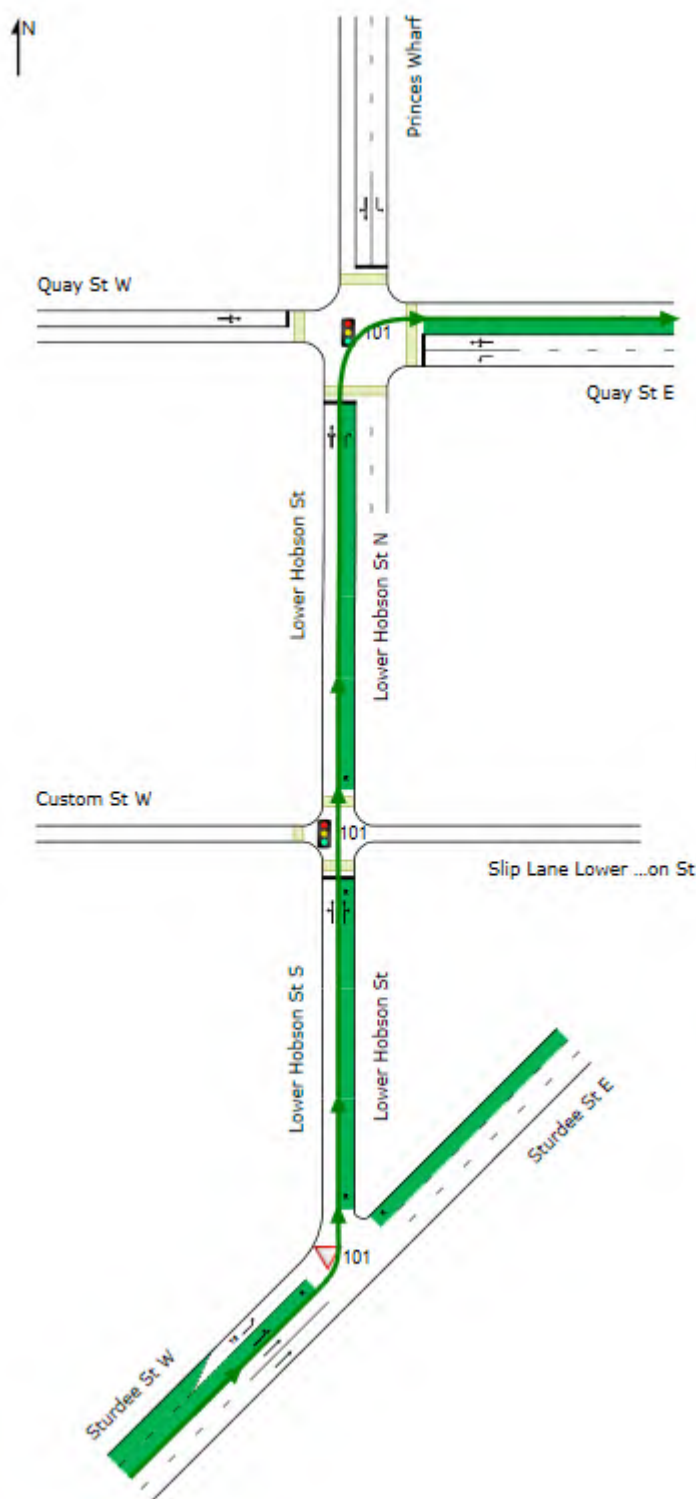 N
Princes Wharf
Quay St W
101
Quay St E
Lower Hobson St
Lower Hobson St N
Custom St W
101
Slip Lane Lower ...on St
Lower Hobson St S
Lower Hobson St
Sturdee St E
101
Sturdee St W